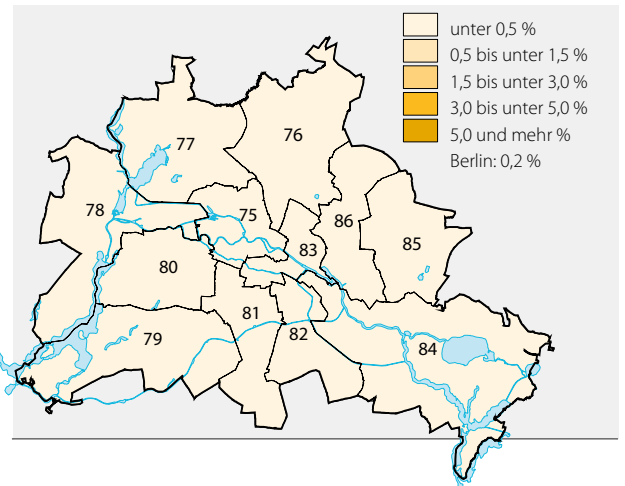 unter 0,5 %
0,5 bis unter 1,5 %
1,5 bis unter 3,0 %
3,0 bis unter 5,0 %
5,0 und mehr %
Berlin: 0,2 %
76
77
78
75
86
85
83
80
81
82
79
84